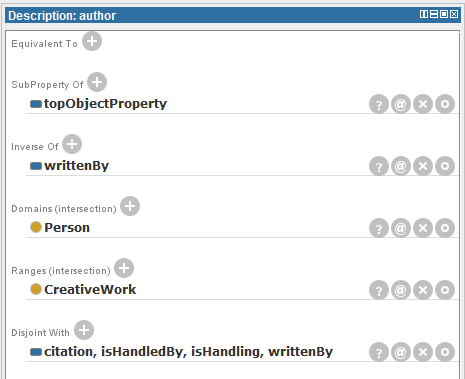 Description: author
Equivalent To +
SubProperty Of +
topObjectProperty ? @ × o
Inverse Of +
writtenBy ? @ × o
Domains (intersection) +
Person ? @ × o
Ranges (intersection) +
CreativeWork ? @ × o
Disjoint With +
citation, isHandledBy, isHandling, writtenBy ? @ × o